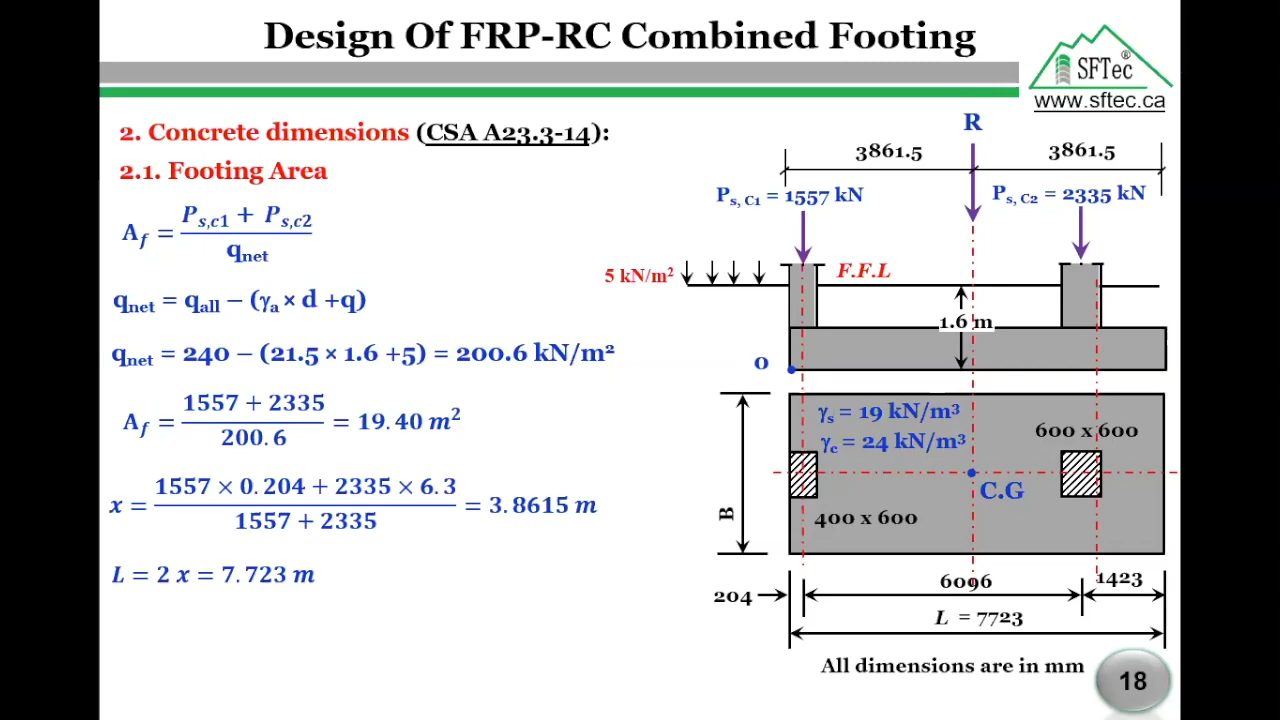 Design Of FRP-RC Combined Footing
SFTec®
www.sftec.ca
2. Concrete dimensions (CSA A23.3-14):
2.1. Footing Area
A_f = (P_s,c1 + P_s,c2) / q_net
q_net = q_all − (γ_a × d +q)
q_net = 240 − (21.5 × 1.6 +5) = 200.6 kN/m²
A_f = (1557 + 2335) / 200.6 = 19.40 m²
x = (1557 × 0.204 + 2335 × 6.3) / (1557 + 2335) = 3.8615 m
L = 2 x = 7.723 m
R
3861.5
3861.5
P_s, C1 = 1557 kN
P_s, C2 = 2335 kN
5 kN/m²
F.F.L
1.6 m
o
γ_s = 19 kN/m³
γ_c = 24 kN/m³
600 x 600
C.G
B
400 x 600
204
6096
1423
L = 7723
All dimensions are in mm
18